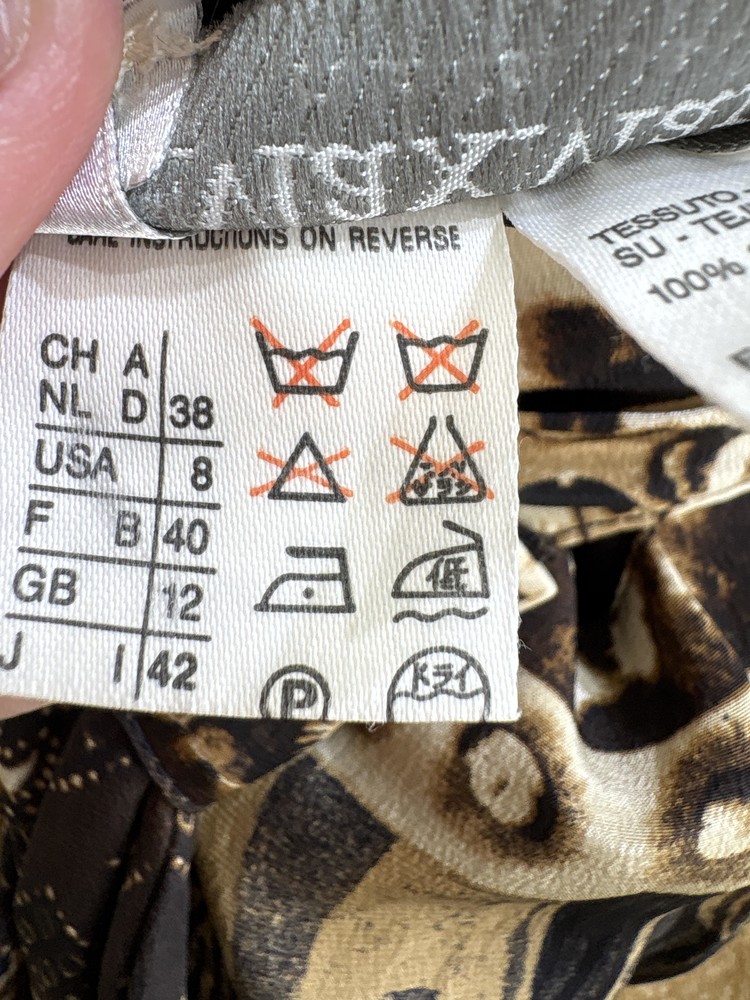 CARE INSTRUCTIONS ON REVERSE
CH A
NL D 38
USA 8
F B 40
GB 12
J I 42
低
P
ドライ
TESSUTO
SU - TE
100%